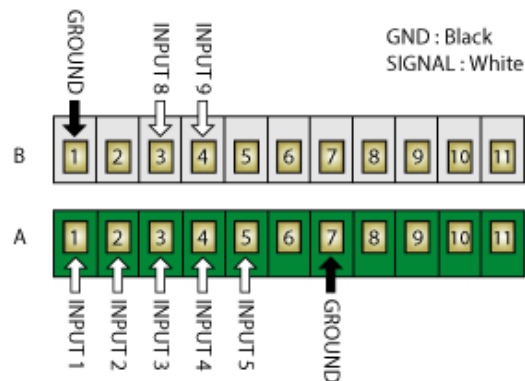 GROUND
INPUT 8
INPUT 9
GND : Black
SIGNAL : White
B
1 2 3 4 5 6 7 8 9 10 11
A
1 2 3 4 5 6 7 8 9 10 11
INPUT 1
INPUT 2
INPUT 3
INPUT 4
INPUT 5
GROUND